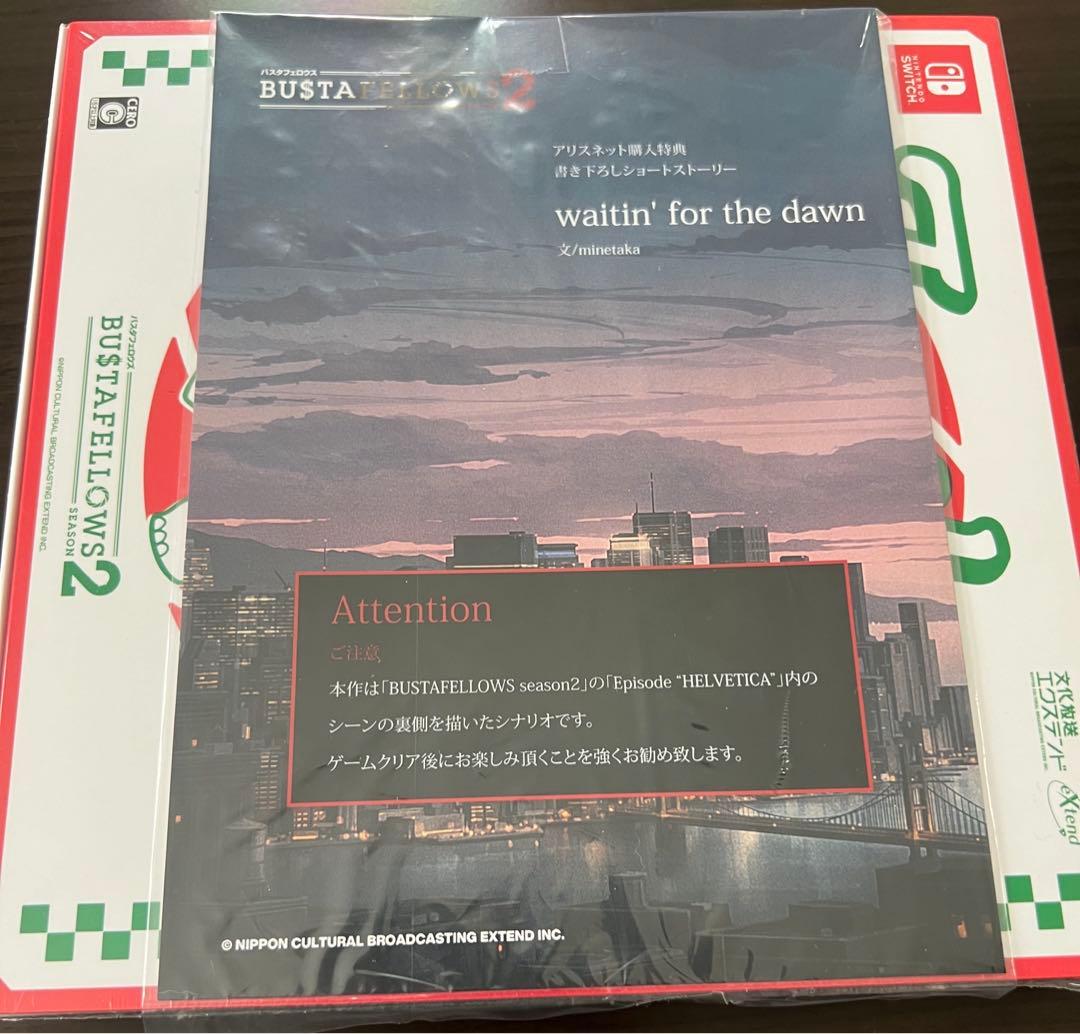 バスタフェロウス
BU$TAFELLOWS2
アリスネット購入特典
書き下ろしショートストーリー
waitin' for the dawn
文/minetaka
Attention
ご注意
本作は「BUSTAFELLOWS season2」の「Episode “HELVETICA”」内の
シーンの裏側を描いたシナリオです。
ゲームクリア後にお楽しみ頂くことを強くお勧め致します。
© NIPPON CULTURAL BROADCASTING EXTEND INC.
CERO
C
バスタフェロウス
BU$TAFELLOWS
SEASON 2
©NIPPON CULTURAL BROADCASTING EXTEND INC.
NINTENDO
SWITCH
文化放送
エクステンド
eXtend